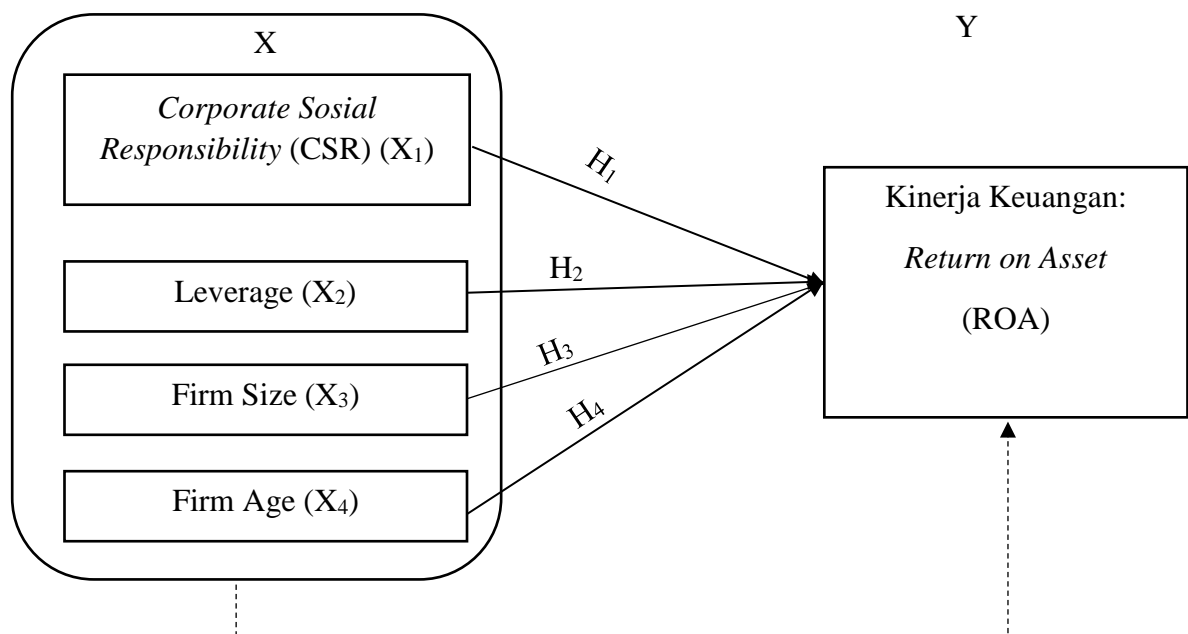 X
Y
Corporate Sosial
Responsibility (CSR) (X₁)
H₁
Kinerja Keuangan:
Return on Asset
(ROA)
Leverage (X₂)
H₂
H₃
Firm Size (X₃)
H₄
Firm Age (X₄)